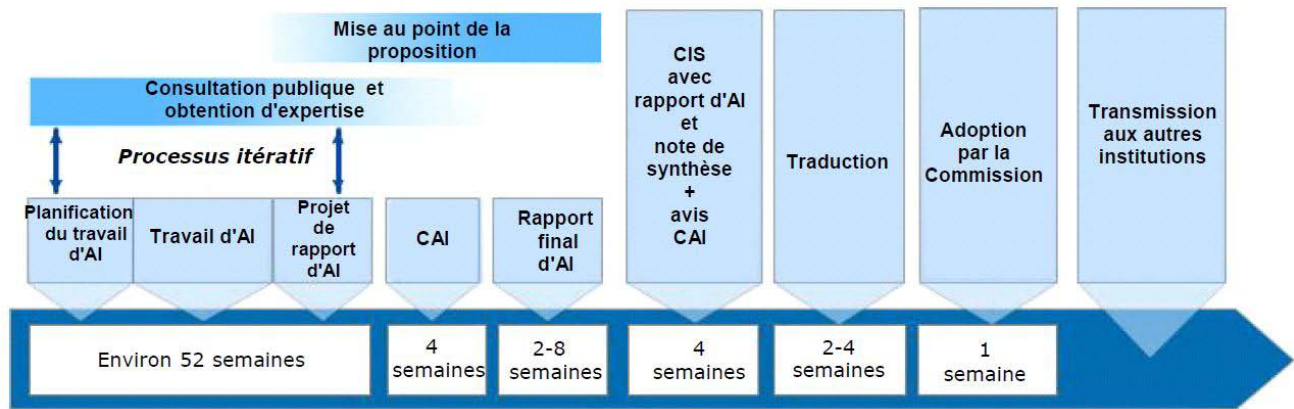 Mise au point de la
proposition
Consultation publique et
obtention d'expertise
Processus itératif
Planification
du travail
d'AI
Travail d'AI
Projet
de
rapport
d'AI
CAI
Rapport
final
d'AI
CIS
avec
rapport d'AI
et
note de
synthèse
+
avis
CAI
Traduction
Adoption
par la
Commission
Transmission
aux autres
institutions
Environ 52 semaines
4
semaines
2-8
semaines
4
semaines
2-4
semaines
1
semaine